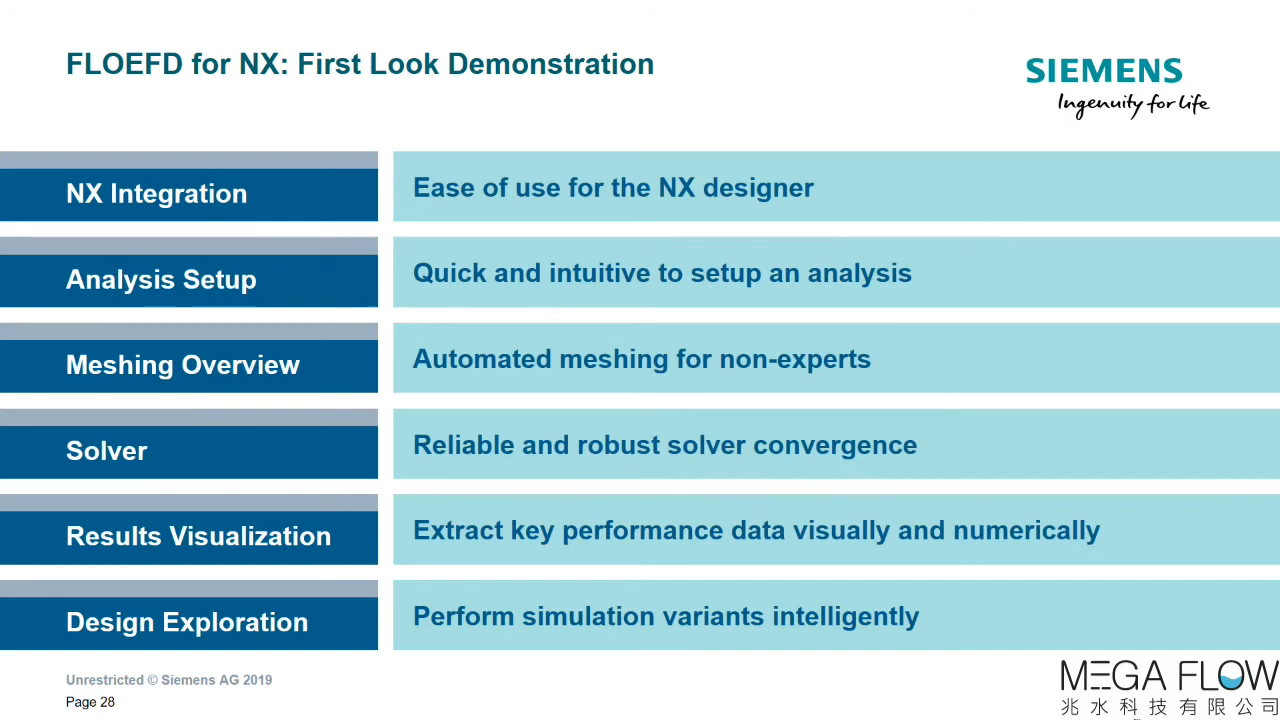 FLOEFD for NX: First Look Demonstration
SIEMENS
Ingenuity for life
NX Integration
Ease of use for the NX designer
Analysis Setup
Quick and intuitive to setup an analysis
Meshing Overview
Automated meshing for non-experts
Solver
Reliable and robust solver convergence
Results Visualization
Extract key performance data visually and numerically
Design Exploration
Perform simulation variants intelligently
Unrestricted © Siemens AG 2019
Page 28
MEGA FLOW
兆水科技有限公司